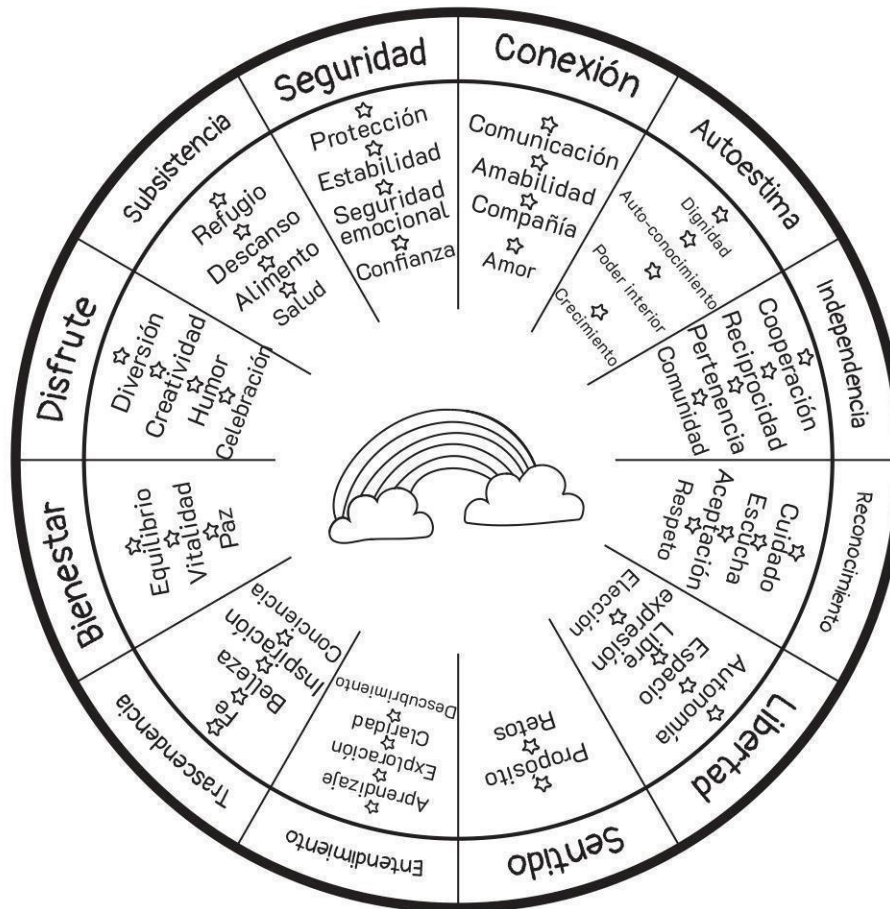 Seguridad
Protección
Estabilidad
Seguridad
emocional
Confianza
Conexión
Comunicación
Amabilidad
Compañía
Amor
Autoestima
Dignidad
Auto-conocimiento
Poder interior
Crecimiento
Independencia
Cooperación
Reciprocidad
Pertenencia
Comunidad
Reconocimiento
Cuidado
Escucha
Aceptación
Respeto
Libertad
Autonomía
Espacio
Libre
expresión
Elección
Sentido
Propósito
Retos
Entendimiento
Aprendizaje
Exploración
Claridad
Descubrimiento
Trascendencia
Fe
Belleza
Inspiración
Conciencia
Bienestar
Equilibrio
Vitalidad
Paz
Disfrute
Diversión
Creatividad
Humor
Celebración
Subsistencia
Refugio
Descanso
Alimento
Salud